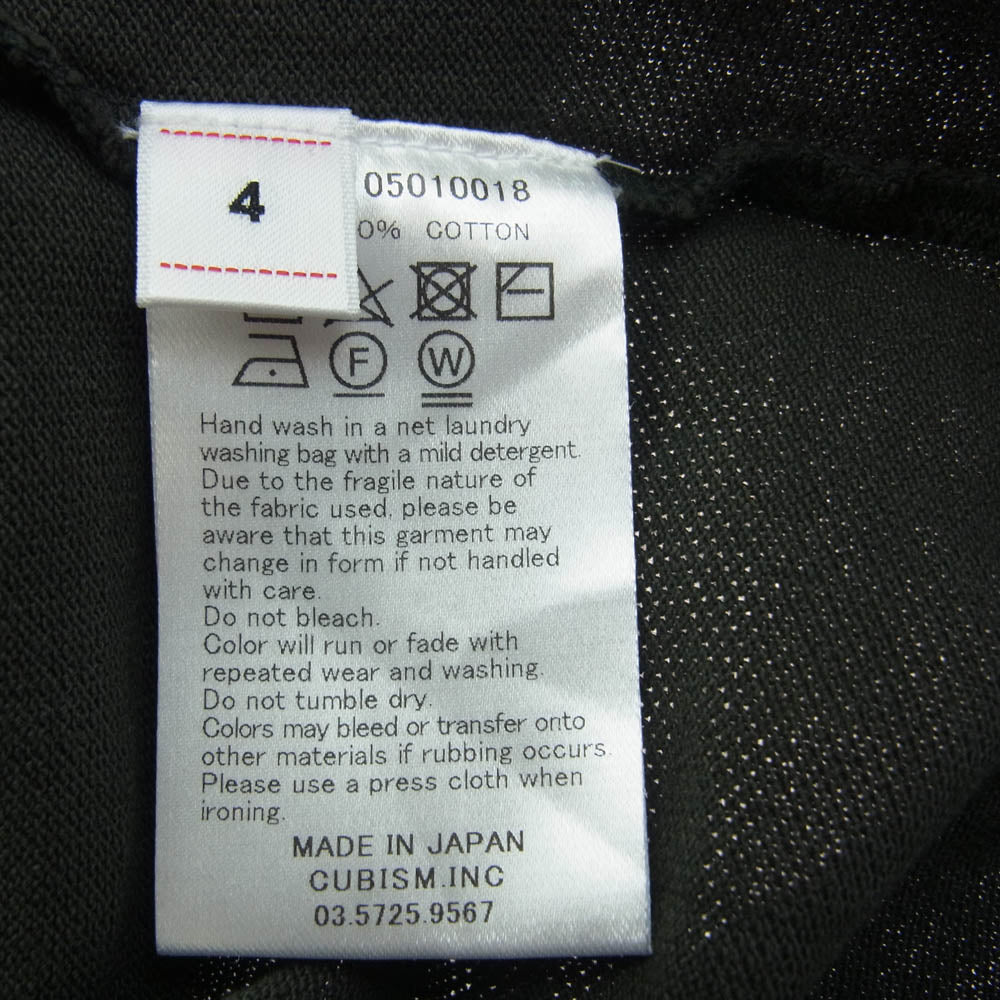 4
05010018
0% COTTON
F
W
Hand wash in a net laundry
washing bag with a mild detergent.
Due to the fragile nature of
the fabric used, please be
aware that this garment may
change in form if not handled
with care.
Do not bleach.
Color will run or fade with
repeated wear and washing.
Do not tumble dry.
Colors may bleed or transfer onto
other materials if rubbing occurs.
Please use a press cloth when
ironing.
MADE IN JAPAN
CUBISM.INC
03.5725.9567